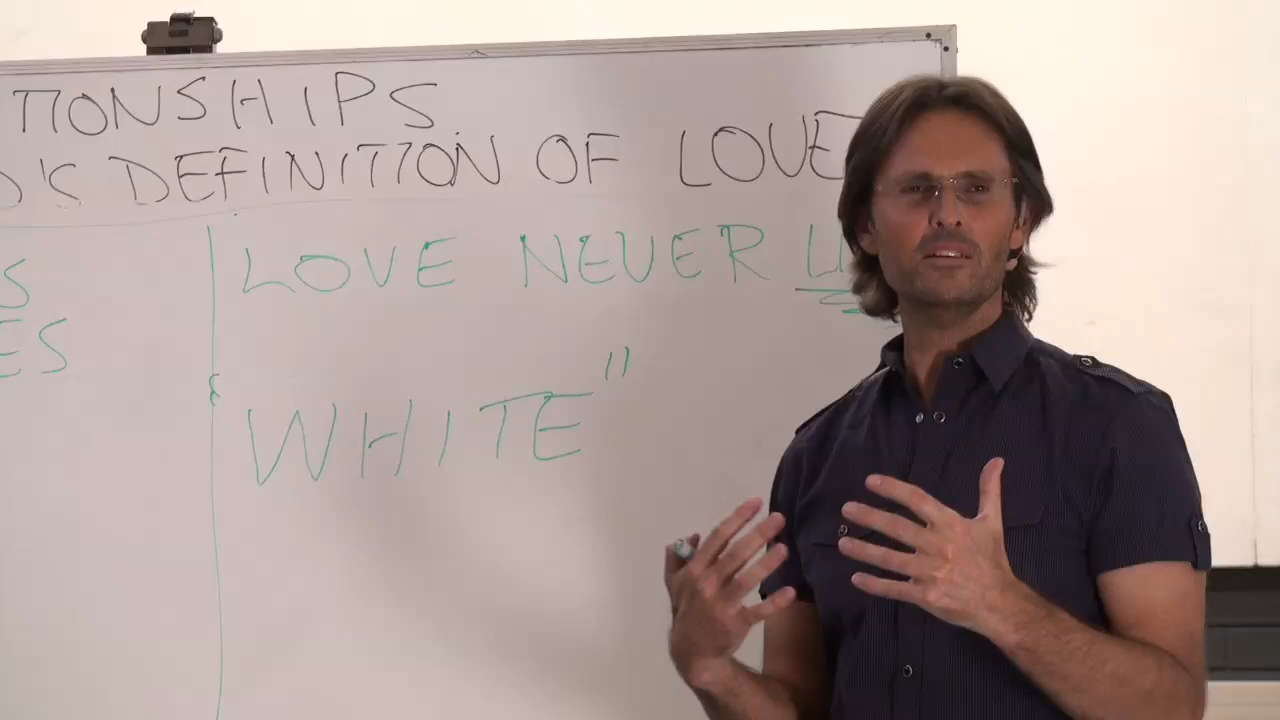 TIONSHIPS
D'S DEFINITION OF LOVE
S
ES
LOVE NEVER
WHITE"